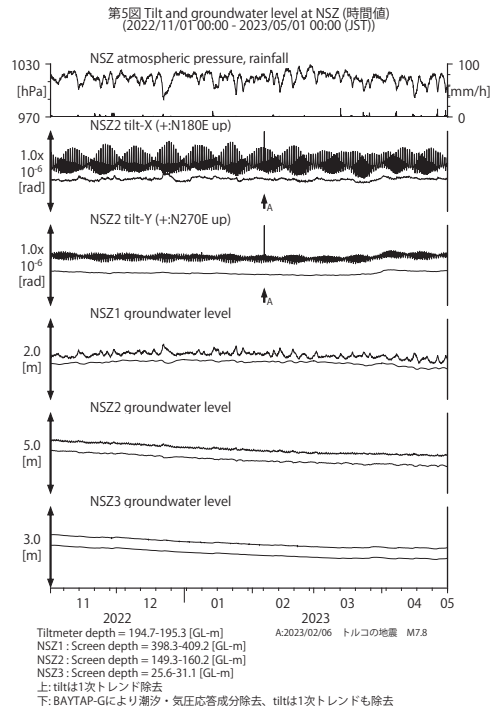 第5図 Tilt and groundwater level at NSZ (時間値)
(2022/11/01 00:00 - 2023/05/01 00:00 (JST))
NSZ atmospheric pressure, rainfall
1030
[hPa]
970
100
[mm/h]
0
NSZ2 tilt-X (+:N180E up)
1.0x
10-6
[rad]
A
NSZ2 tilt-Y (+:N270E up)
1.0x
10-6
[rad]
A
NSZ1 groundwater level
2.0
[m]
NSZ2 groundwater level
5.0
[m]
NSZ3 groundwater level
3.0
[m]
11 12 01 02 03 04 05
2022 2023
Tiltmeter depth = 194.7-195.3 [GL-m] A:2023/02/06 トルコの地震 M7.8
NSZ1 : Screen depth = 398.3-409.2 [GL-m]
NSZ2 : Screen depth = 149.3-160.2 [GL-m]
NSZ3 : Screen depth = 25.6-31.1 [GL-m]
上: tiltは1次トレンド除去
下: BAYTAP-Gにより潮汐・気圧応答成分除去、tiltは1次トレンドも除去